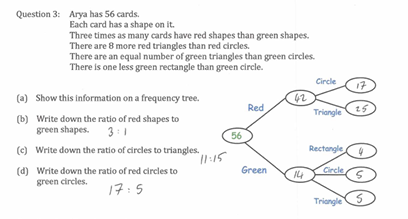 Question 3: Arya has 56 cards.
Each card has a shape on it.
Three times as many cards have red shapes than green shapes.
There are 8 more red triangles than red circles.
There are an equal number of green triangles than green circles.
There is one less green rectangle than green circle.
(a) Show this information on a frequency tree.
(b) Write down the ratio of red shapes to
green shapes. 3 : 1
(c) Write down the ratio of circles to triangles.
11:15
(d) Write down the ratio of red circles to
green circles.
17 : 5
56
Red
42
Circle
17
Triangle
25
Green
14
Rectangle
4
Circle
5
Triangle
5